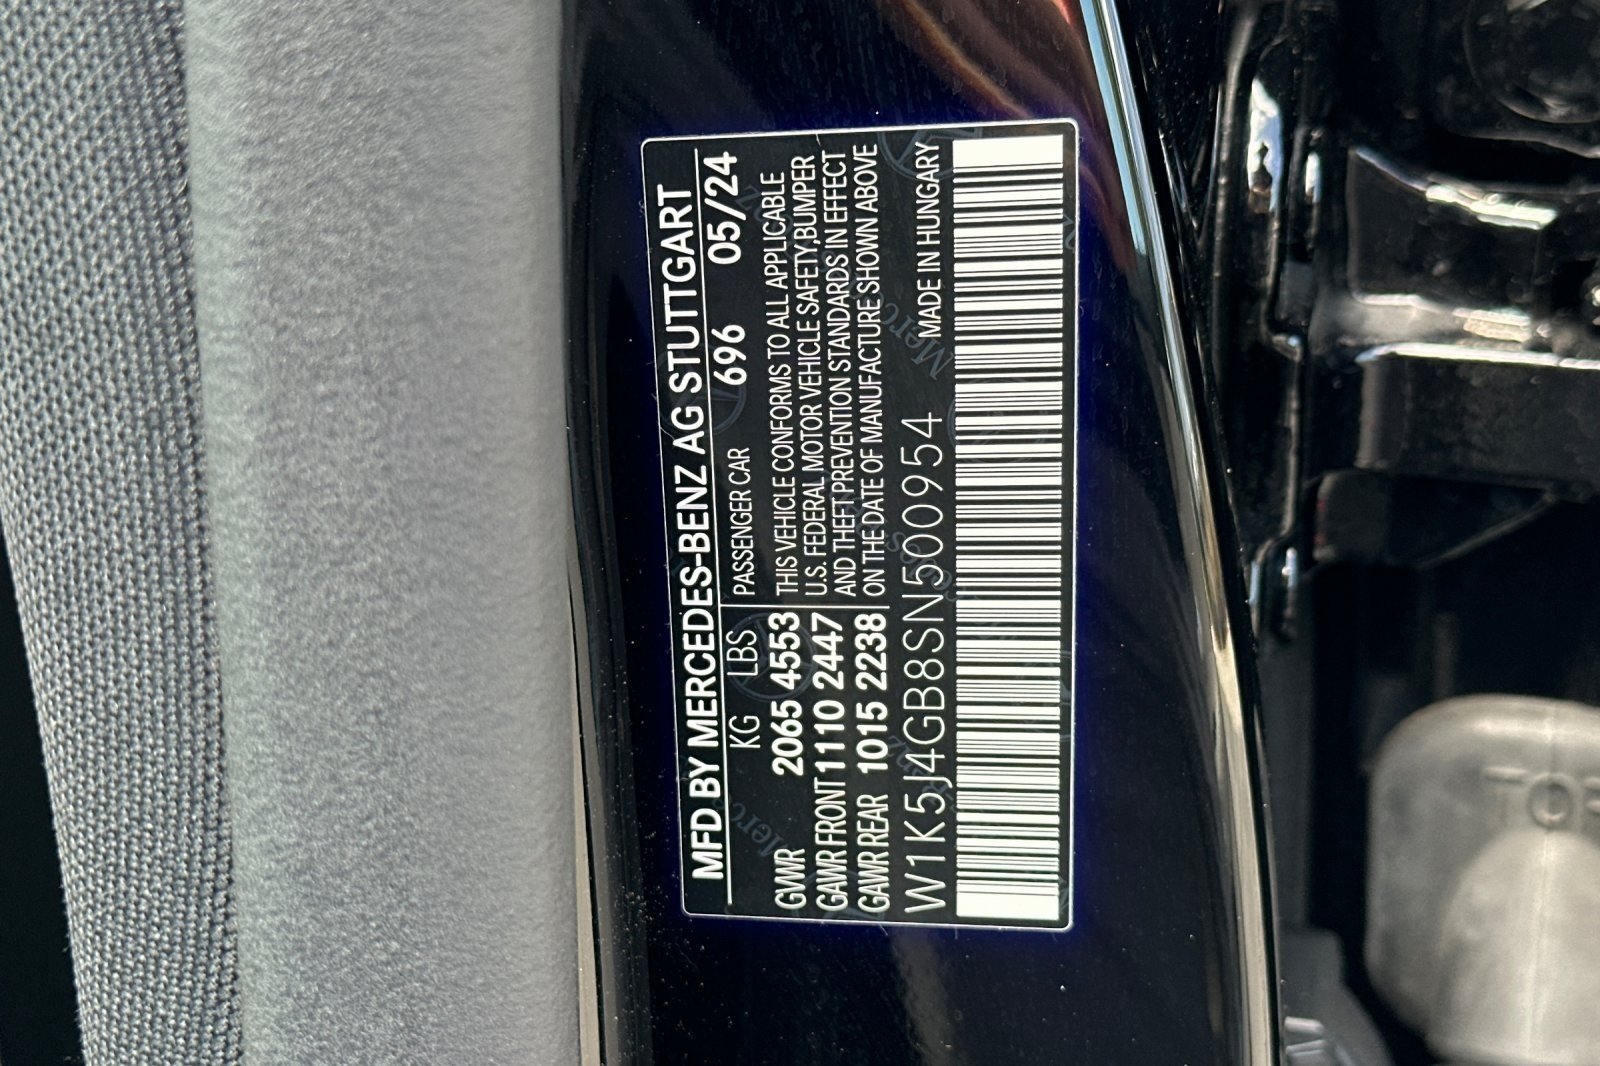 MFD BY MERCEDES-BENZ AG STUTTGART
KG LBS PASSENGER CAR 696 05/24
GVWR 2065 4553 THIS VEHICLE CONFORMS TO ALL APPLICABLE
U.S. FEDERAL MOTOR VEHICLE SAFETY,BUMPER
GAWR FRONT 1110 2447 AND THEFT PREVENTION STANDARDS IN EFFECT
GAWR REAR 1015 2238 ON THE DATE OF MANUFACTURE SHOWN ABOVE
W1K5J4GB8SN500954 MADE IN HUNGARY